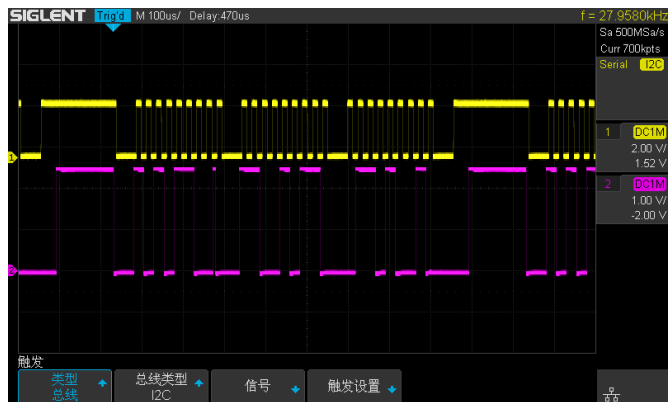 SIGLENT Trig'd M 100us/ Delay:470us f = 27.9580kHz
Sa 500MSa/s
Curr 700kpts
Serial I2C
1 DC1M
2.00 V/
1.52 V
2 DC1M
1.00 V/
-2.00 V
1
2
触发
类型
总线
总线类型
I2C
信号
触发设置